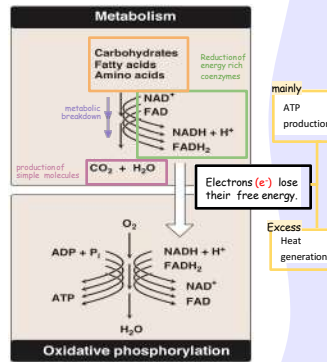 Metabolism
Carbohydrates
Fatty acids
Amino acids
Reduction of
energy rich
coenzymes
metabolic
breakdown
NAD⁺
FAD
NADH + H⁺
FADH₂
production of
simple molecules
CO₂ + H₂O
Electrons (e⁻) lose
their free energy.
mainly
ATP
production
Excess
Heat
generation
O₂
ADP + Pᵢ
NADH + H⁺
FADH₂
ATP
NAD⁺
FAD
H₂O
Oxidative phosphorylation